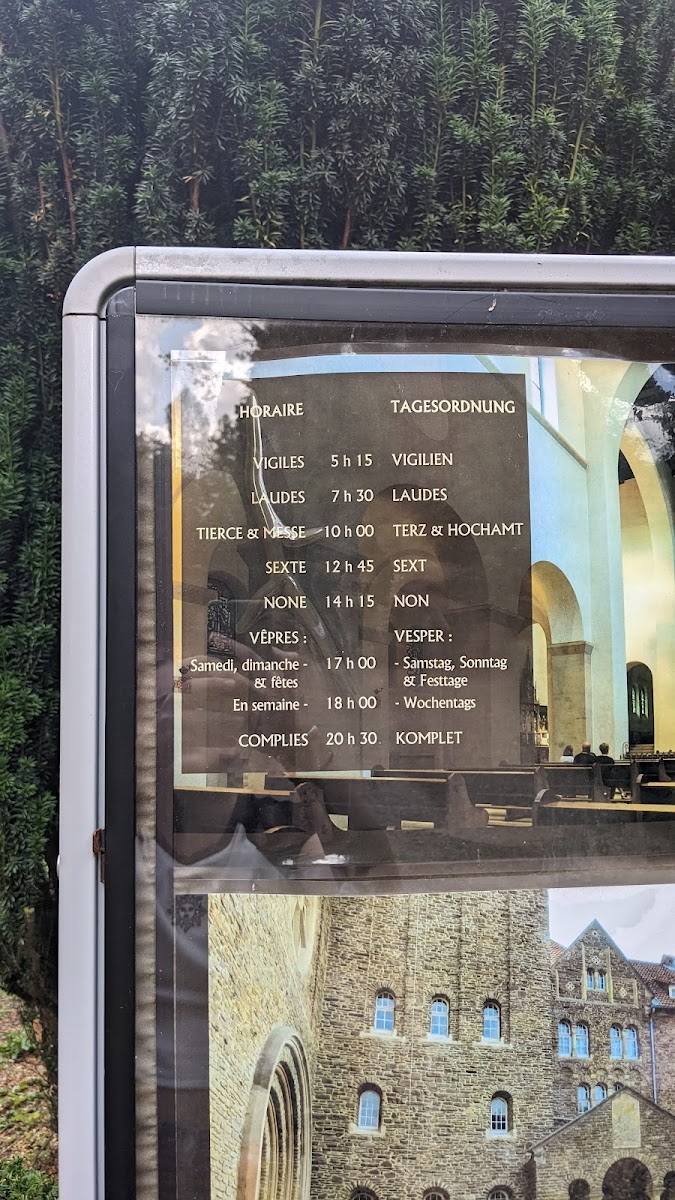 HORAIRE TAGESORDNUNG
VIGILES 5 h 15 VIGILIEN
LAUDES 7 h 30 LAUDES
TIERCE & MESSE 10 h 00 TERZ & HOCHAMT
SEXTE 12 h 45 SEXT
NONE 14 h 15 NON
VÊPRES : VESPER :
Samedi, dimanche - 17 h 00 - Samstag, Sonntag
& fêtes & Festtage
En semaine - 18 h 00 - Wochentags
COMPLIES 20 h 30 KOMPLET